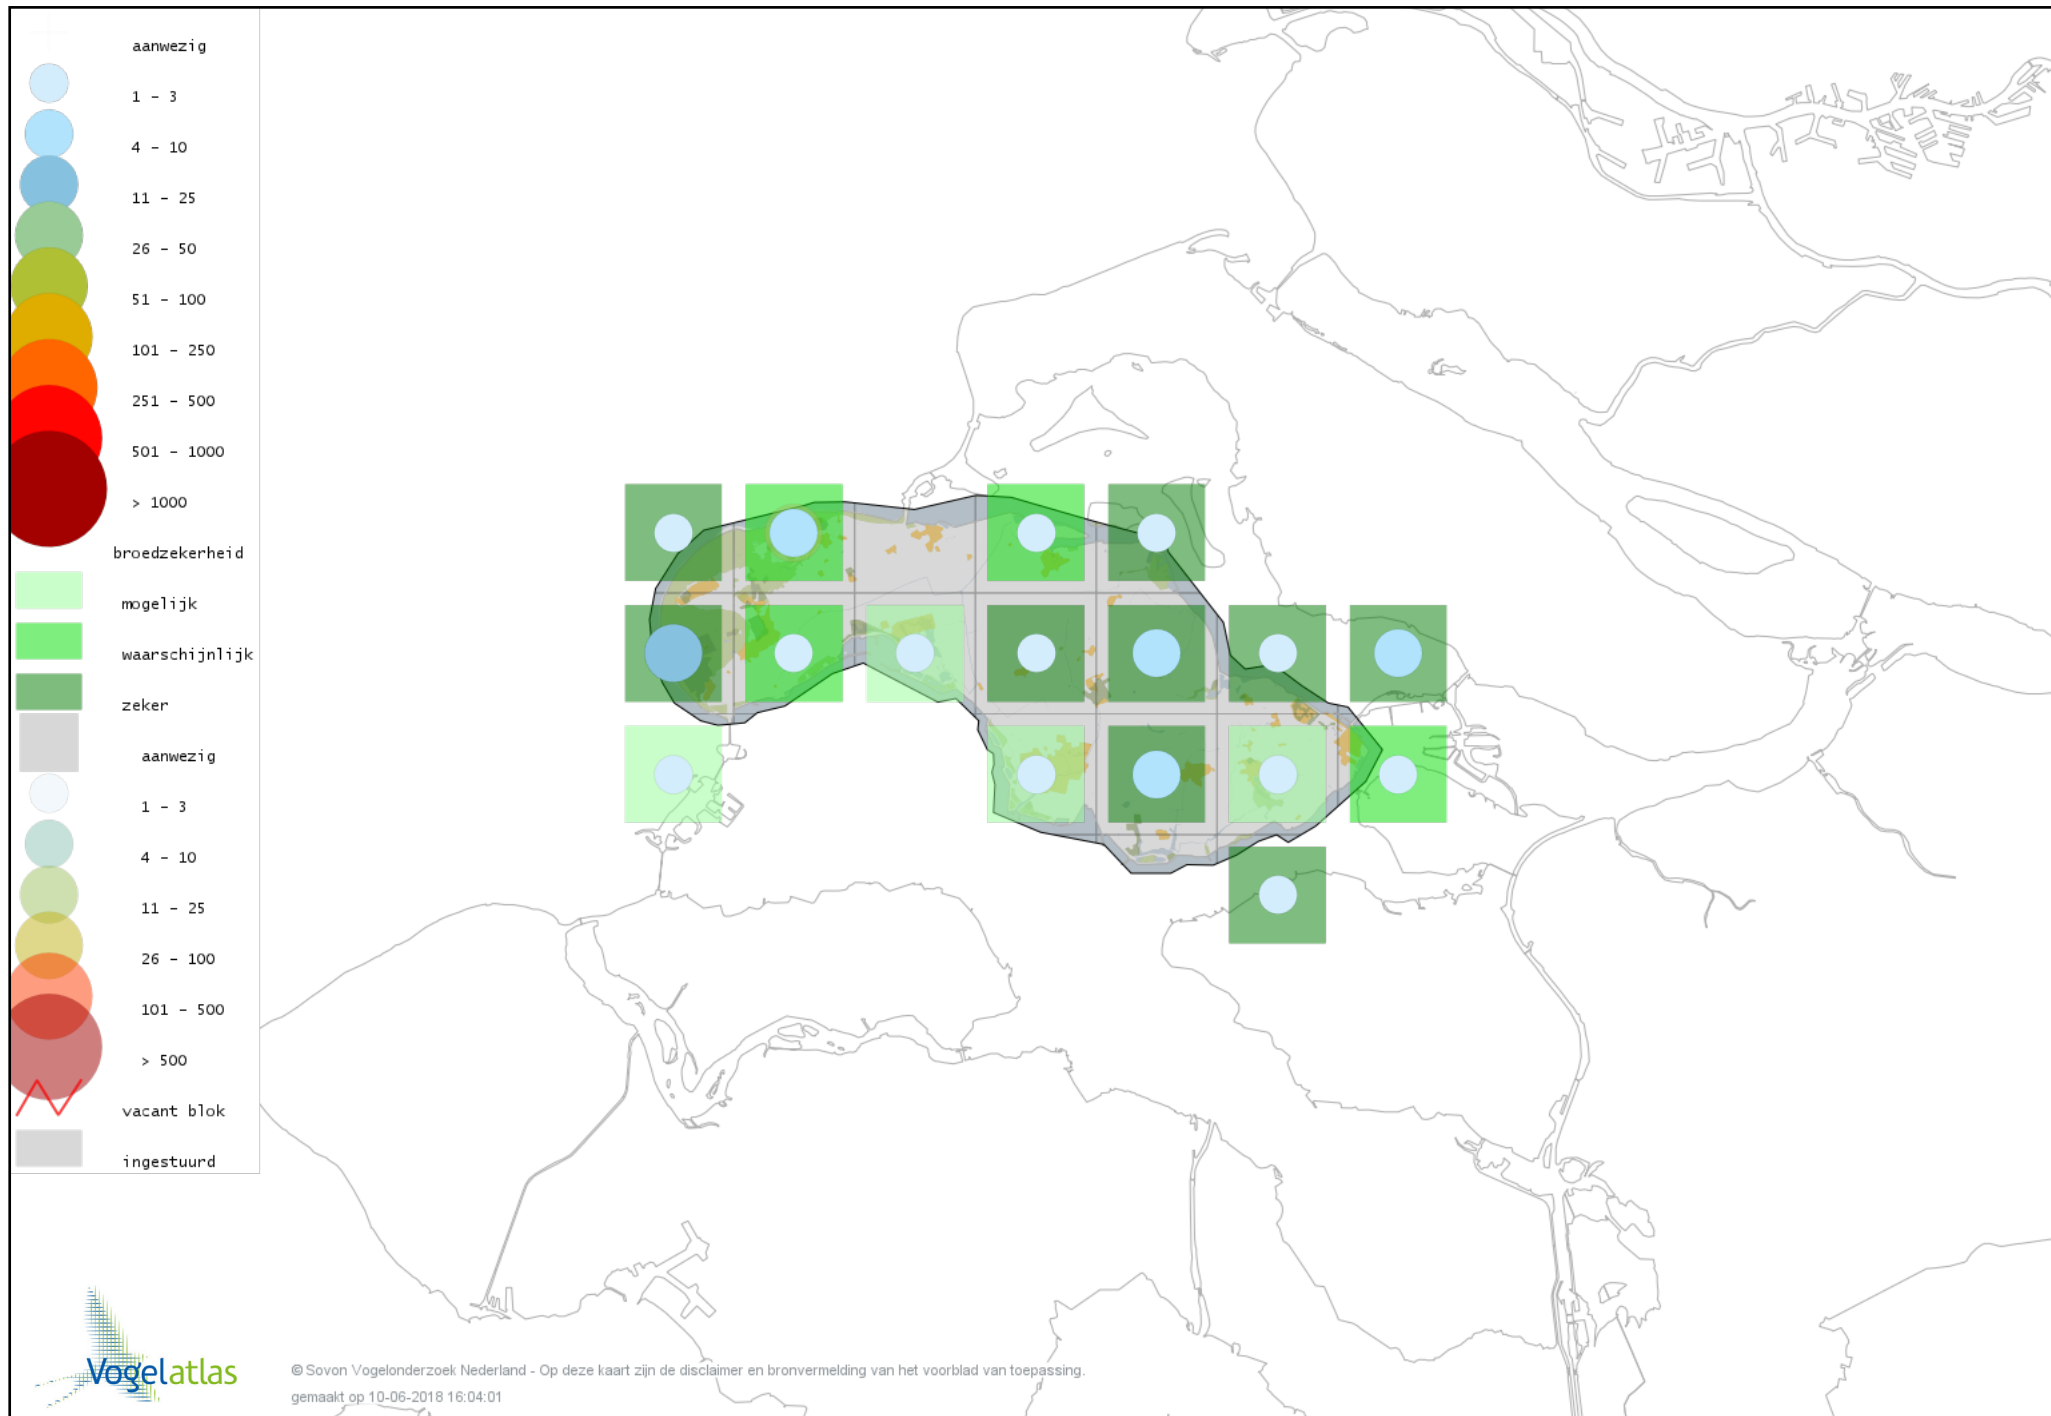 aanwezig
1 - 3
4 - 10
11 - 25
26 - 50
51 - 100
101 - 250
251 - 500
501 - 1000
> 1000
broedzekerheid
mogelijk
waarschijnlijk
zeker
aanwezig
1 - 3
4 - 10
11 - 25
26 - 100
101 - 500
> 500
vacant blok
ingestuurd
Vogelatlas
© Sovon Vogelonderzoek Nederland - Op deze kaart zijn de disclaimer en bronvermelding van het voorblad van toepassing.
gemaakt op 10-06-2018 16:04:01